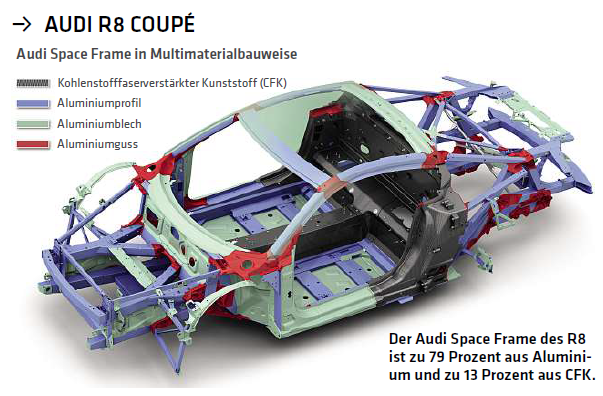 → AUDI R8 COUPÉ
Audi Space Frame in Multimaterialbauweise
Kohlenstofffaserverstärkter Kunststoff (CFK)
Aluminiumprofil
Aluminiumblech
Aluminiumguss
Der Audi Space Frame des R8
ist zu 79 Prozent aus Alumini-
um und zu 13 Prozent aus CFK.